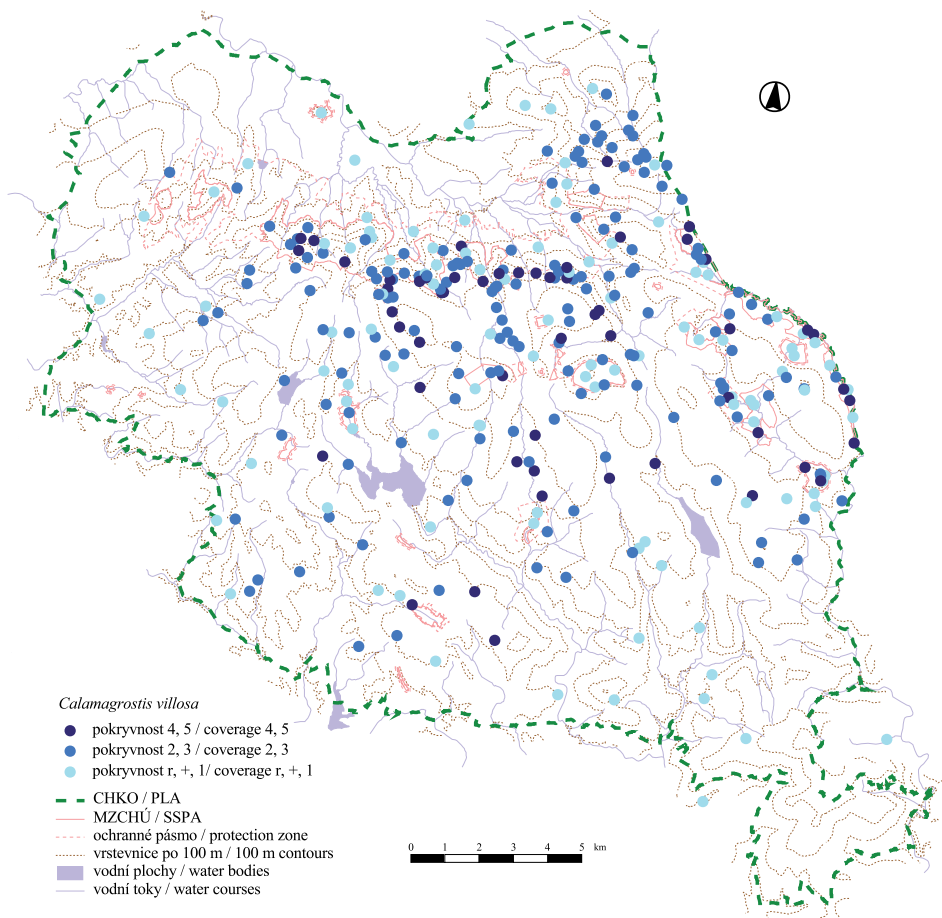 Calamagrostis villosa
pokryvnost 4, 5 / coverage 4, 5
pokryvnost 2, 3 / coverage 2, 3
pokryvnost r, +, 1/ coverage r, +, 1
CHKO / PLA
MZCHÚ / SSPA
ochranné pásmo / protection zone
vrstevnice po 100 m / 100 m contours
vodní plochy / water bodies
vodní toky / water courses
0 1 2 3 4 5 km